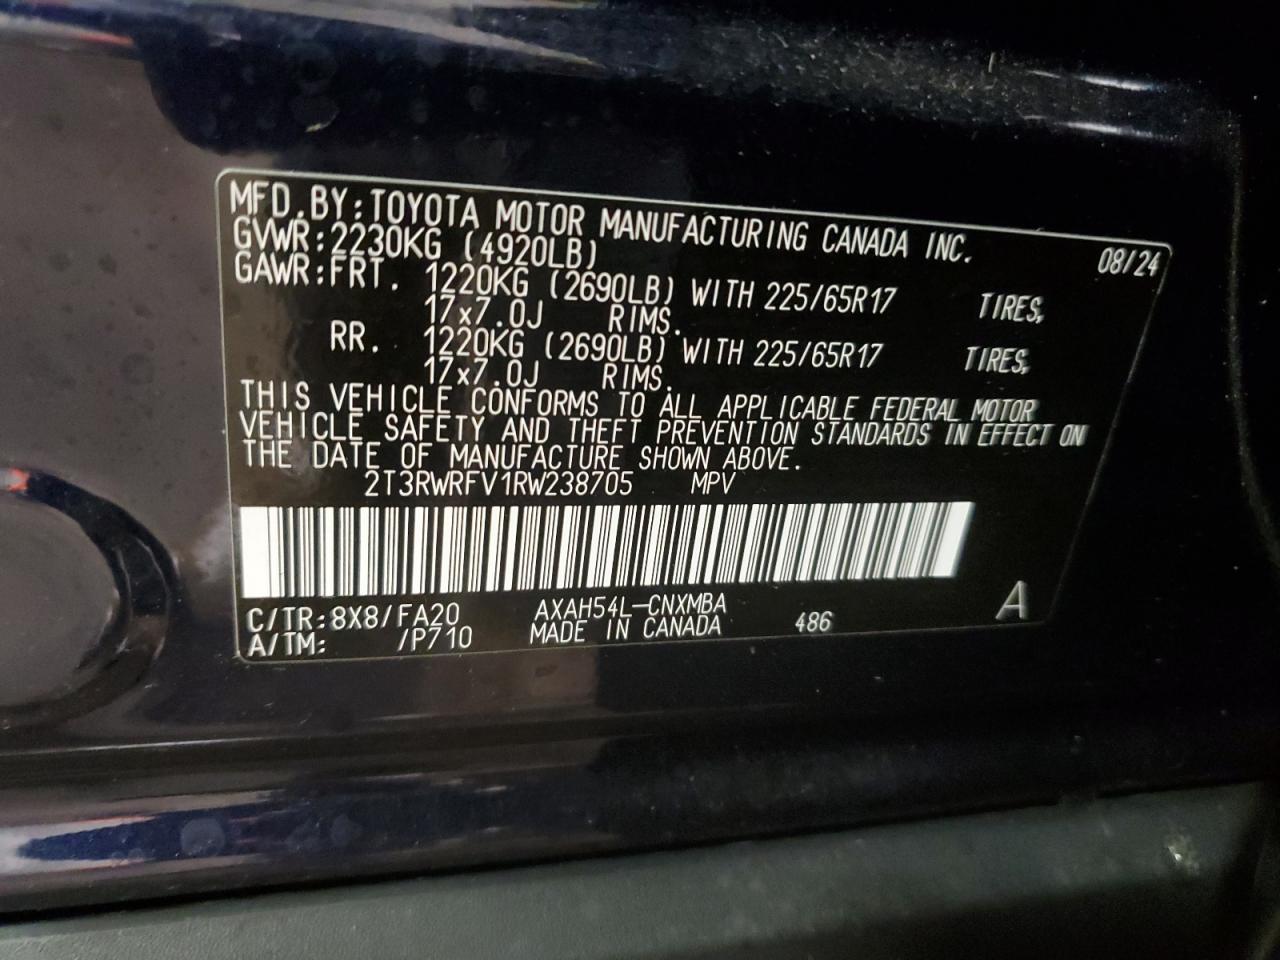 MFD.BY:TOYOTA MOTOR MANUFACTURING CANADA INC. 08/24
GVWR:2230KG (4920LB)
GAWR:FRT. 1220KG (2690LB) WITH 225/65R17 TIRES,
17x7.0J RIMS.
RR. 1220KG (2690LB) WITH 225/65R17 TIRES,
17x7.0J RIMS.
THIS VEHICLE CONFORMS TO ALL APPLICABLE FEDERAL MOTOR
VEHICLE SAFETY AND THEFT PREVENTION STANDARDS IN EFFECT ON
THE DATE OF MANUFACTURE SHOWN ABOVE.
2T3RWRFV1RW238705 MPV
C/TR:8X8/FA20 AXAH54L-CNXMBA
A/TM: /P710 MADE IN CANADA 486 A